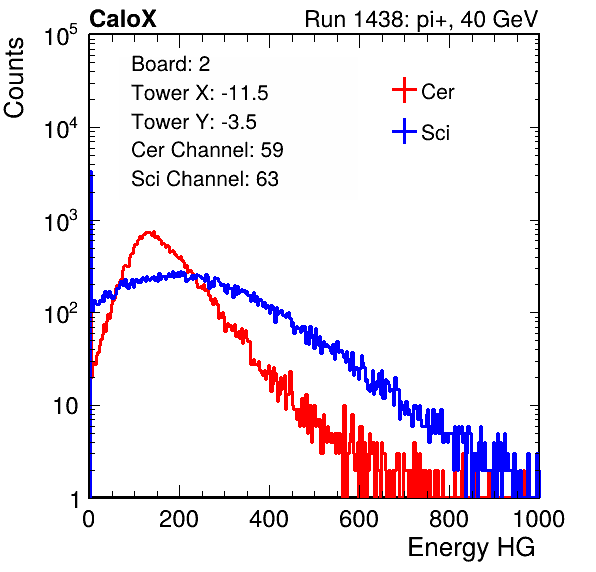 CaloX Run 1438: pi+, 40 GeV
Board: 2
Tower X: -11.5
Tower Y: -3.5
Cer Channel: 59
Sci Channel: 63
Cer
Sci
Counts
10^5
10^4
10^3
10^2
10
1
0 200 400 600 800 1000
Energy HG